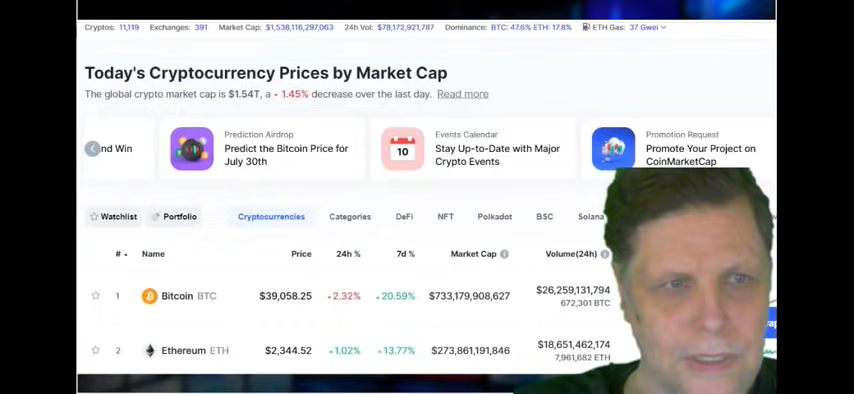 Cryptos: 11,119 Exchanges: 391 Market Cap: $1,538,116,297,063 24h Vol: $78,172,921,787 Dominance: BTC: 47.6% ETH: 17.8% ETH Gas: 37 Gwei
Today's Cryptocurrency Prices by Market Cap
The global crypto market cap is $1.54T, a 1.45% decrease over the last day. Read more
nd Win
Prediction Airdrop
Predict the Bitcoin Price for
July 30th
10
Events Calendar
Stay Up-to-Date with Major
Crypto Events
Promotion Request
Promote Your Project on
CoinMarketCap
Watchlist Portfolio Cryptocurrencies Categories DeFi NFT Polkadot BSC Solana
# Name Price 24h % 7d % Market Cap Volume(24h)
1 Bitcoin BTC $39,058.25 2.32% 20.59% $733,179,908,627 $26,259,131,794
672,301 BTC
2 Ethereum ETH $2,344.52 1.02% 13.77% $273,861,191,846 $18,651,462,174
7,961,682 ETH